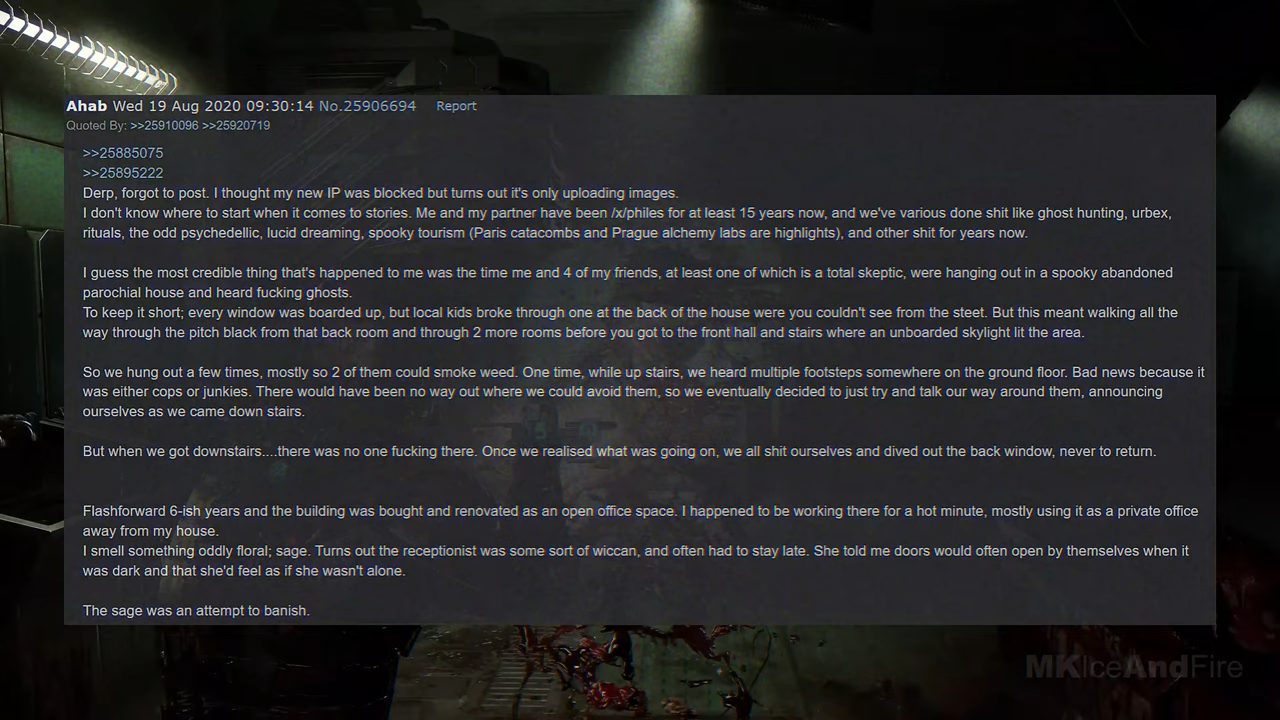 Ahab Wed 19 Aug 2020 09:30:14 No.25906694 Report
Quoted By: >>25910096 >>25920719
>>25885075
>>25895222
Derp, forgot to post. I thought my new IP was blocked but turns out it's only uploading images.
I don't know where to start when it comes to stories. Me and my partner have been /x/philes for at least 15 years now, and we've various done shit like ghost hunting, urbex,
rituals, the odd psychedellic, lucid dreaming, spooky tourism (Paris catacombs and Prague alchemy labs are highlights), and other shit for years now.
I guess the most credible thing that's happened to me was the time me and 4 of my friends, at least one of which is a total skeptic, were hanging out in a spooky abandoned
parochial house and heard fucking ghosts.
To keep it short; every window was boarded up, but local kids broke through one at the back of the house were you couldn't see from the steet. But this meant walking all the
way through the pitch black from that back room and through 2 more rooms before you got to the front hall and stairs where an unboarded skylight lit the area.
So we hung out a few times, mostly so 2 of them could smoke weed. One time, while up stairs, we heard multiple footsteps somewhere on the ground floor. Bad news because it
was either cops or junkies. There would have been no way out where we could avoid them, so we eventually decided to just try and talk our way around them, announcing
ourselves as we came down stairs.
But when we got downstairs....there was no one fucking there. Once we realised what was going on, we all shit ourselves and dived out the back window, never to return.
Flashforward 6-ish years and the building was bought and renovated as an open office space. I happened to be working there for a hot minute, mostly using it as a private office
away from my house.
I smell something oddly floral; sage. Turns out the receptionist was some sort of wiccan, and often had to stay late. She told me doors would often open by themselves when it
was dark and that she'd feel as if she wasn't alone.
The sage was an attempt to banish.
MKIceAndFire